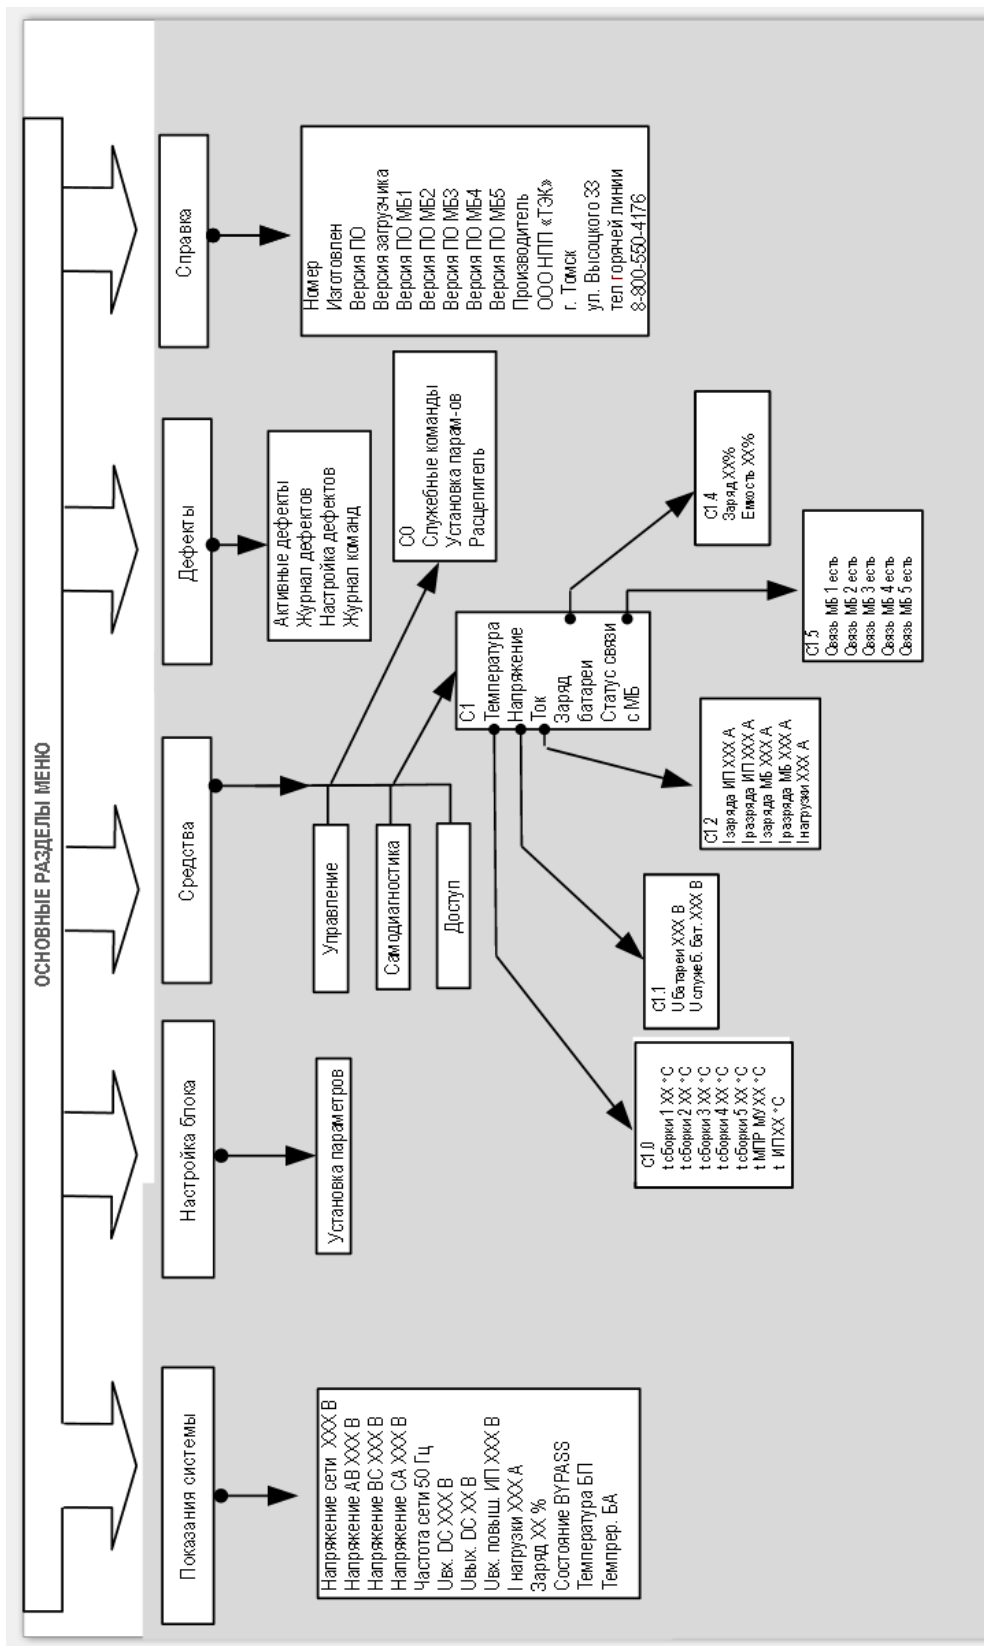 ОСНОВНЫЕ РАЗДЕЛЫ МЕНЮ
Показания системы
Напряжение сети XXX В
Напряжение АВ XXX В
Напряжение ВС XXX В
Напряжение СА XXX В
Частота сети 50 Гц
Uвх. DC XXX В
Uвых. DC XX В
Uвх. повыш. ИП XXX В
I нагрузки XXX А
Заряд XX %
Состояние BYPASS
Температура БП
Темпрер. БА
Настройка блока
Установка параметров
Средства
Управление
Самодиагностика
Доступ
С0
Служебные команды
Установка парам-ов
Расцепитель
С1
Температура
Напряжение
Ток
Заряд
батареи
Статус связи
с МБ
С1.0
t сборки 1 XX °C
t сборки 2 XX °C
t сборки 3 XX °C
t сборки 4 XX °C
t сборки 5 XX °C
t МПР МУ XX °C
t ИП XX °C
С1.1
U батареи XXX В
U служеб. бат. XXX В
С1.2
I заряда ИП XXX А
I разряда ИП XXX А
I заряда МБ XXX А
I разряда МБ XXX А
I нагрузки XXX А
С1.4
Заряд XX%
Емкость XX%
С1.5
Связь МБ 1 есть
Связь МБ 2 есть
Связь МБ 3 есть
Связь МБ 4 есть
Связь МБ 5 есть
Дефекты
Активные дефекты
Журнал дефектов
Настройка дефектов
Журнал команд
Справка
Номер
Изготовлен
Версия ПО
Версия загрузчика
Версия ПО МБ1
Версия ПО МБ2
Версия ПО МБ3
Версия ПО МБ4
Версия ПО МБ5
Производитель
ООО НПП «ТЭК»
г. Томск
ул. Высоцкого 33
тел горячей линии
8-800-550-4176